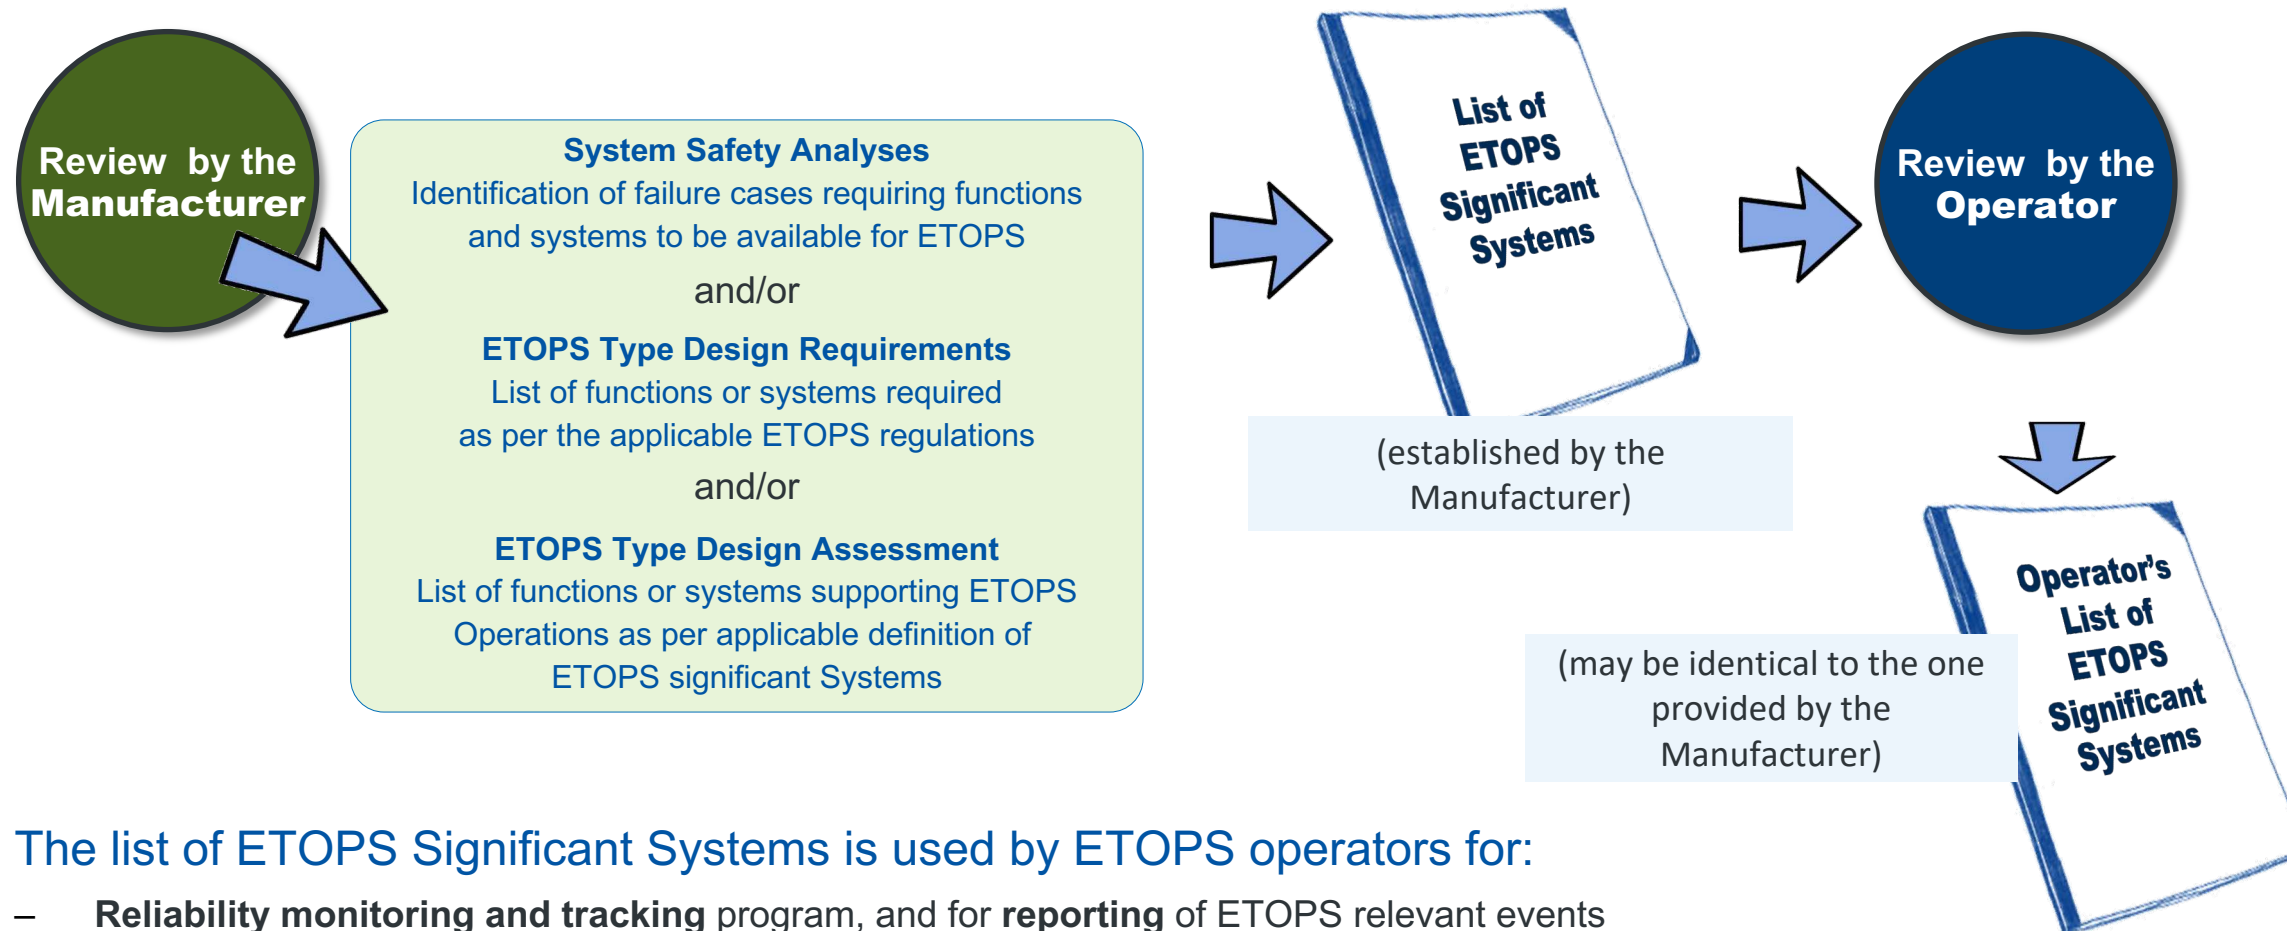 Review by the
Manufacturer
System Safety Analyses
Identification of failure cases requiring functions
and systems to be available for ETOPS
and/or
ETOPS Type Design Requirements
List of functions or systems required
as per the applicable ETOPS regulations
and/or
ETOPS Type Design Assessment
List of functions or systems supporting ETOPS
Operations as per applicable definition of
ETOPS significant Systems
List of
ETOPS
Significant
Systems
(established by the
Manufacturer)
Review by the
Operator
Operator's
List of
ETOPS
Significant
Systems
(may be identical to the one
provided by the
Manufacturer)
The list of ETOPS Significant Systems is used by ETOPS operators for:
– Reliability monitoring and tracking program, and for reporting of ETOPS relevant events